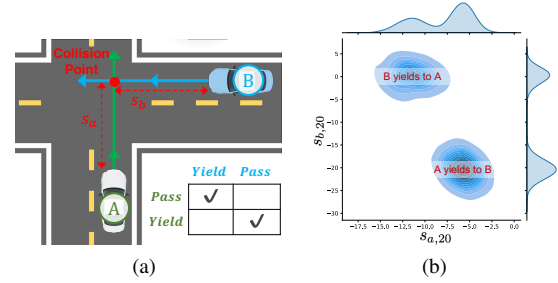 Collision
Point
B
S_b
S_a
A
Yield Pass
Pass ✓
Yield ✓
(a)
B yields to A
A yields to B
s_{b,20}
5
0
−5
−10
−15
−20
−25
−30
−17.5 −15.0 −12.5 −10.0 −7.5 −5.0 −2.5 0.0
s_{a,20}
(b)